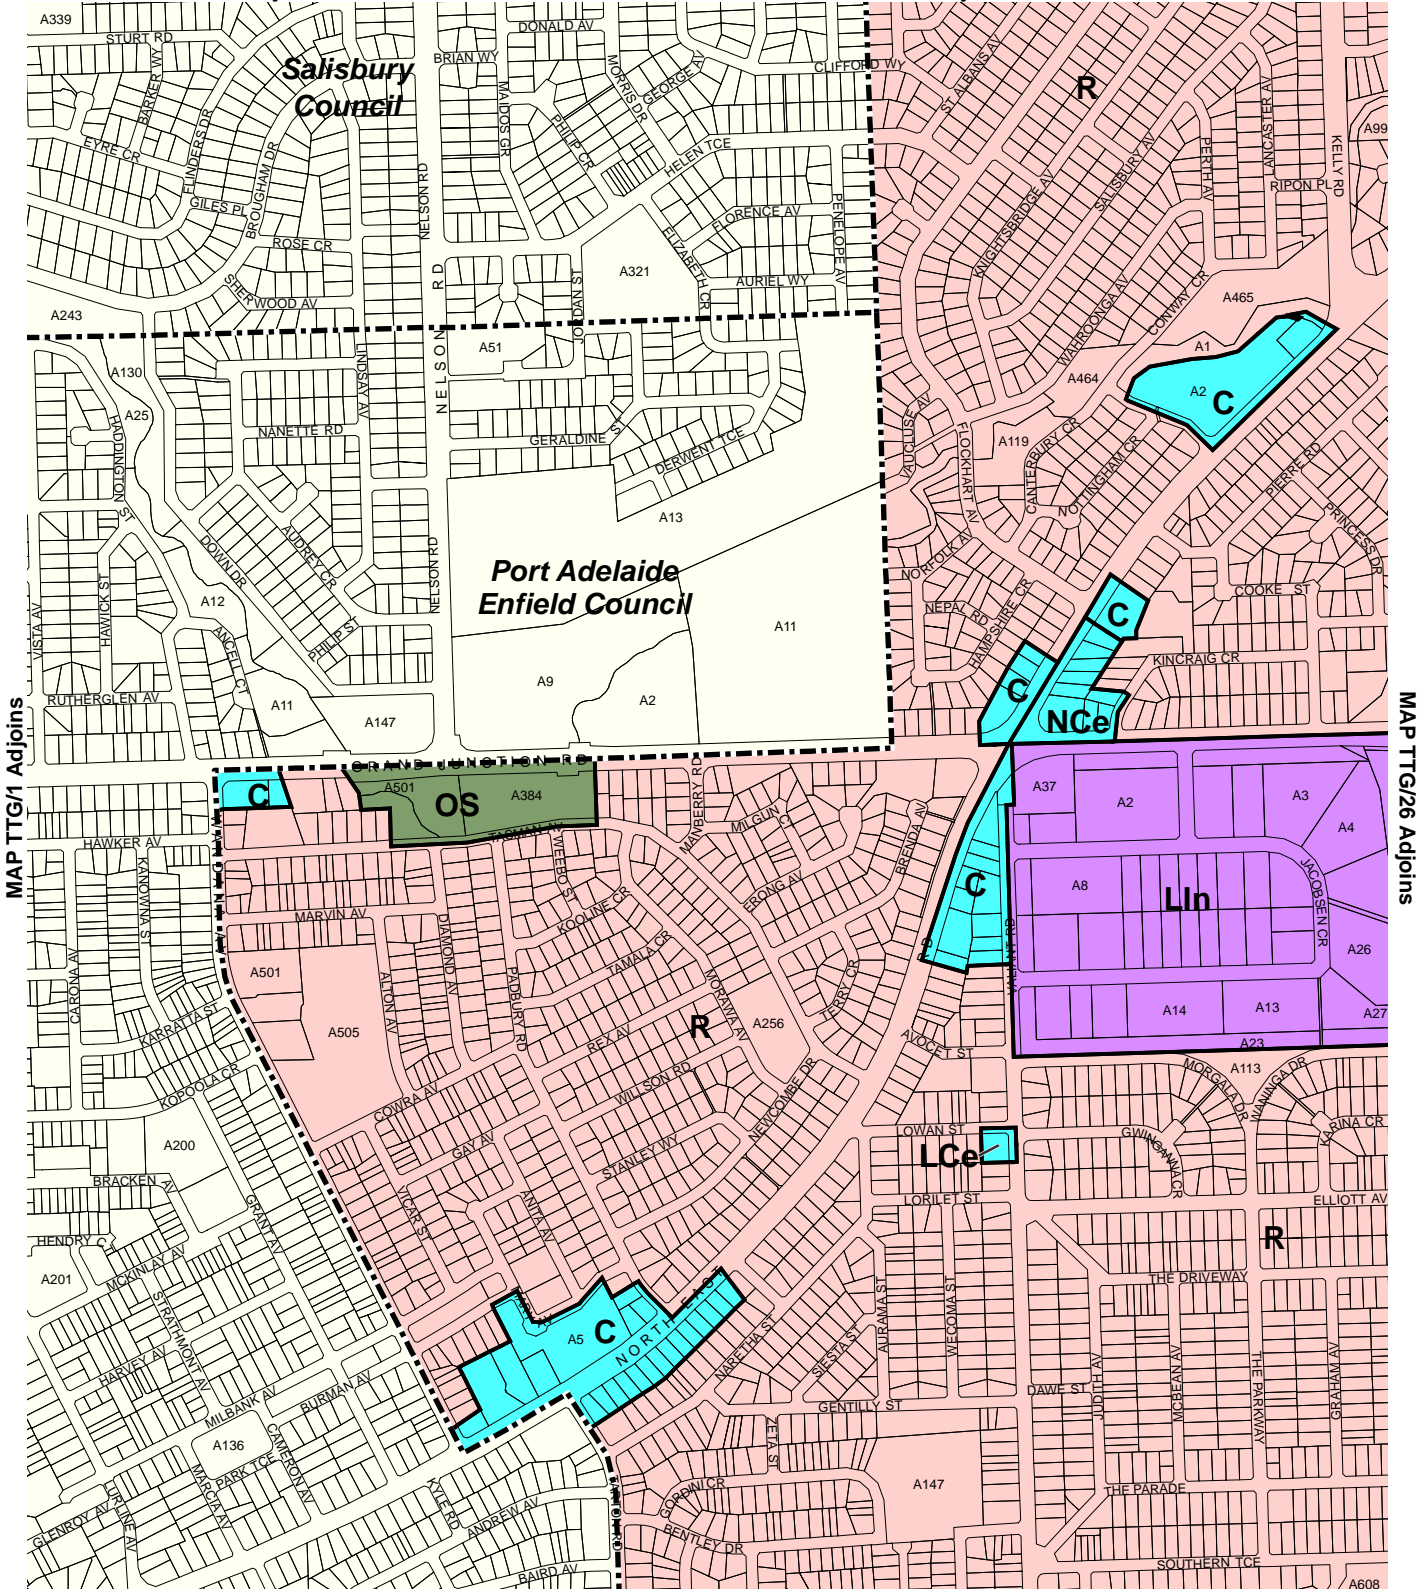 A339
STURT RD
BARKER WY
Salisbury
Council
DONALD AV
BRIAN WY
MAIDOS GR
MORRIS DR
GEORGE AV
CLIFFORD WY
ST ALBANS AV
R
LANCASTER AV
KELLY RD
A99
EYRE CR
FLINDERS DR
BROUGHAM DR
GILES PL
ROSE CR
SHERWOOD AV
NELSON RD
PHILIP CR
HELEN TCE
FLORENCE AV
ELIZABETH CR
PENELOPE AV
AURIEL WY
A321
JORDAN ST
KNIGHTSBRIDGE AV
SALISBURY AV
PERTH AV
RIPON PL
WAHROONGA AV
CONWAY CR
A465
A1
A2
C
A464
A243
A130
A25
LINDSAY AV
NELSON RD
A51
NANETTE RD
GERALDINE ST
DERWENT TCE
HADDINGTON ST
VAUCLUSE AV
FLOCKHART AV
A119
CANTERBURY CR
NOTTINGHAM CR
PIERRE RD
PRINCESS DR
A13
DOWN DR
AUDREY CR
NELSON RD
Port Adelaide
Enfield Council
NORFOLK AV
NEPAL RD
HAMPSHIRE CR
COOKE ST
C
KINCRAIG CR
A12
HAWICK ST
VISTA AV
ANCELL CT
PHILIP ST
A11
A9
A2
C
NCe
RUTHERGLEN AV
A11
A147
MAP TTG/1 Adjoins
MAP TTG/26 Adjoins
GRAND JUNCTION RD
C
A501
OS
A384
TASMAN AV
MANBERRY RD
MILGUN CT
BRENDA AV
A37
A2
A3
A4
HAWKER AV
KANOWNA ST
WEEBO ST
KOOLINE CR
ERONG AV
C
A8
LIn
JACOBSEN CR
MARVIN AV
DIAMOND AV
ALTON AV
PADBURY RD
TAMALA CR
MORAWA AV
TERRY CR
RD
A26
CARONA AV
A501
A505
KARRATTA ST
REX AV
R
A256
A14
A13
A27
A23
AVOCET ST
A113
KOPOOLA CR
COWRA AV
WILLSON RD
NEWCOMBE DR
MORGALA DR
WANINGA DR
A200
GAY AV
STANLEY WY
LOWAN ST
LCe
GWINGANNA CR
KARINA CR
BRACKEN AV
GRANT AV
VICAR ST
ANITA AV
LORILET ST
ELLIOTT AV
HENDRY CT
MCKINLAY AV
A201
R
STRATHMONT AV
A5
C
NORTH EAST
NARETHA ST
SIESTA ST
AURAMA ST
WECOMA ST
THE DRIVEWAY
HARVEY AV
BURMAN AV
MILBANK AV
DAWE ST
JUDITH AV
MCBEAN AV
THE PARKWAY
GRAHAM AV
A136
PARK TCE
CAMERON AV
MARCIA AV
GENTILLY ST
ZETA ST
A147
THE PARADE
GLENROY AV
LURLINE AV
KYLE RD
ANDREW AV
GORDINI CR
BENTLEY DR
BAIRD AV
SOUTHERN TCE
A608